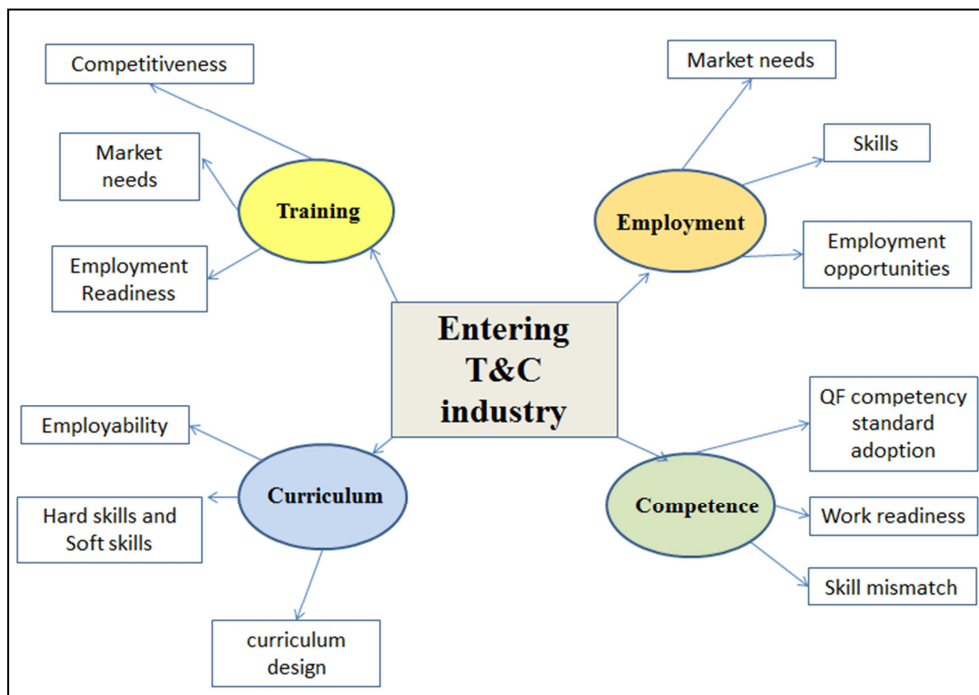 Competitiveness
Market
needs
Training
Employment
Readiness
Market needs
Skills
Employment
Employment
opportunities
Entering
T&C
industry
Employability
Curriculum
Hard skills and
Soft skills
curriculum
design
QF competency
standard
adoption
Competence
Work readiness
Skill mismatch